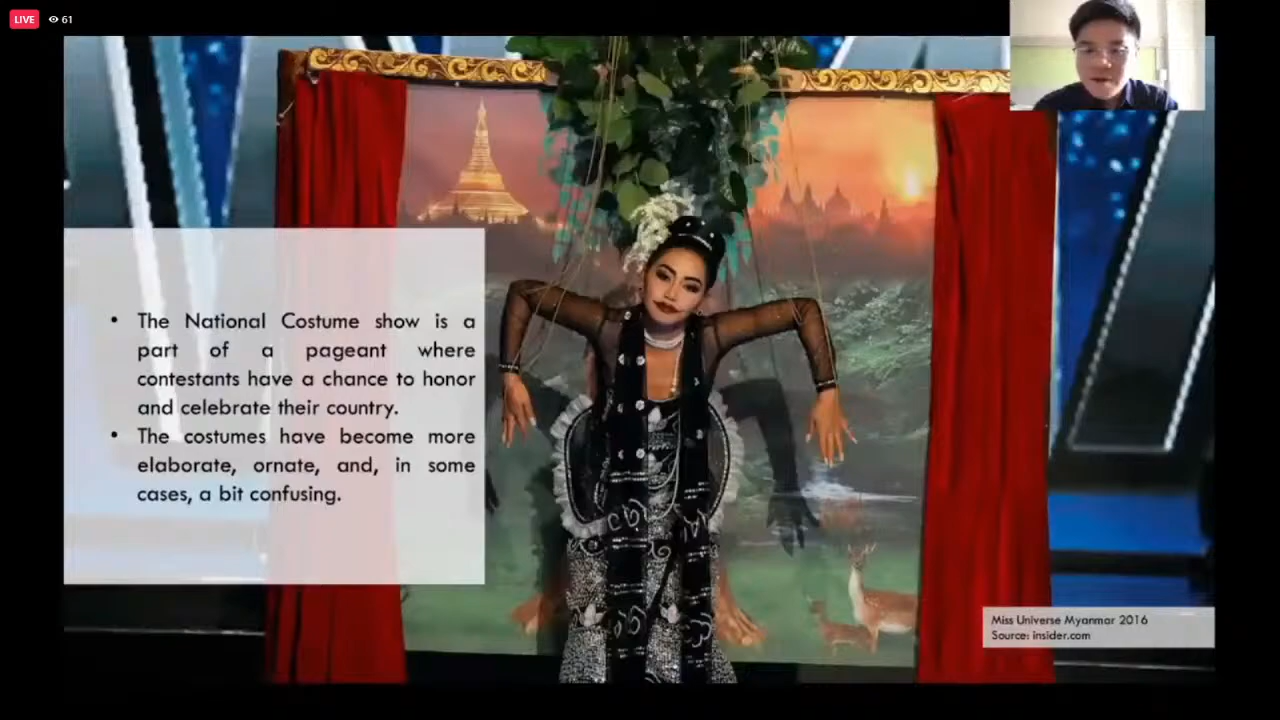 LIVE 61
• The National Costume show is a
part of a pageant where
contestants have a chance to honor
and celebrate their country.
• The costumes have become more
elaborate, ornate, and, in some
cases, a bit confusing.
Miss Universe Myanmar 2016
Source: insider.com